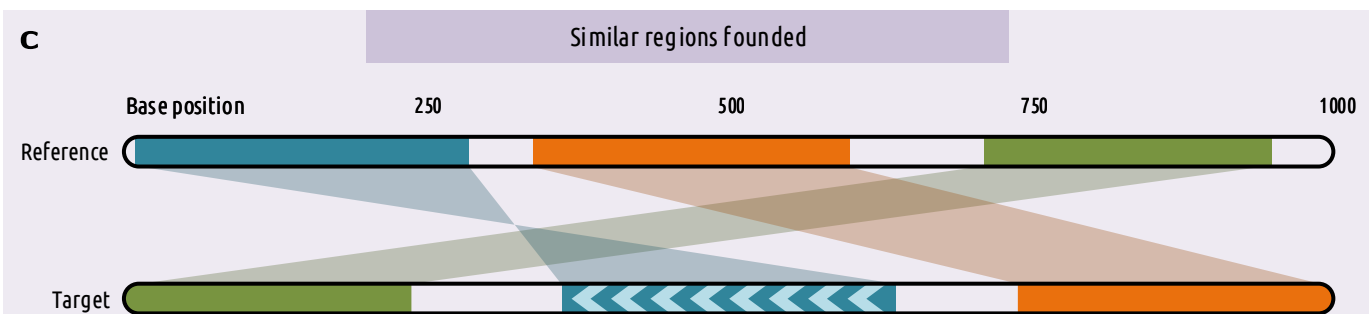 C
Similar regions founded
Base position 250 500 750 1000
Reference
Target